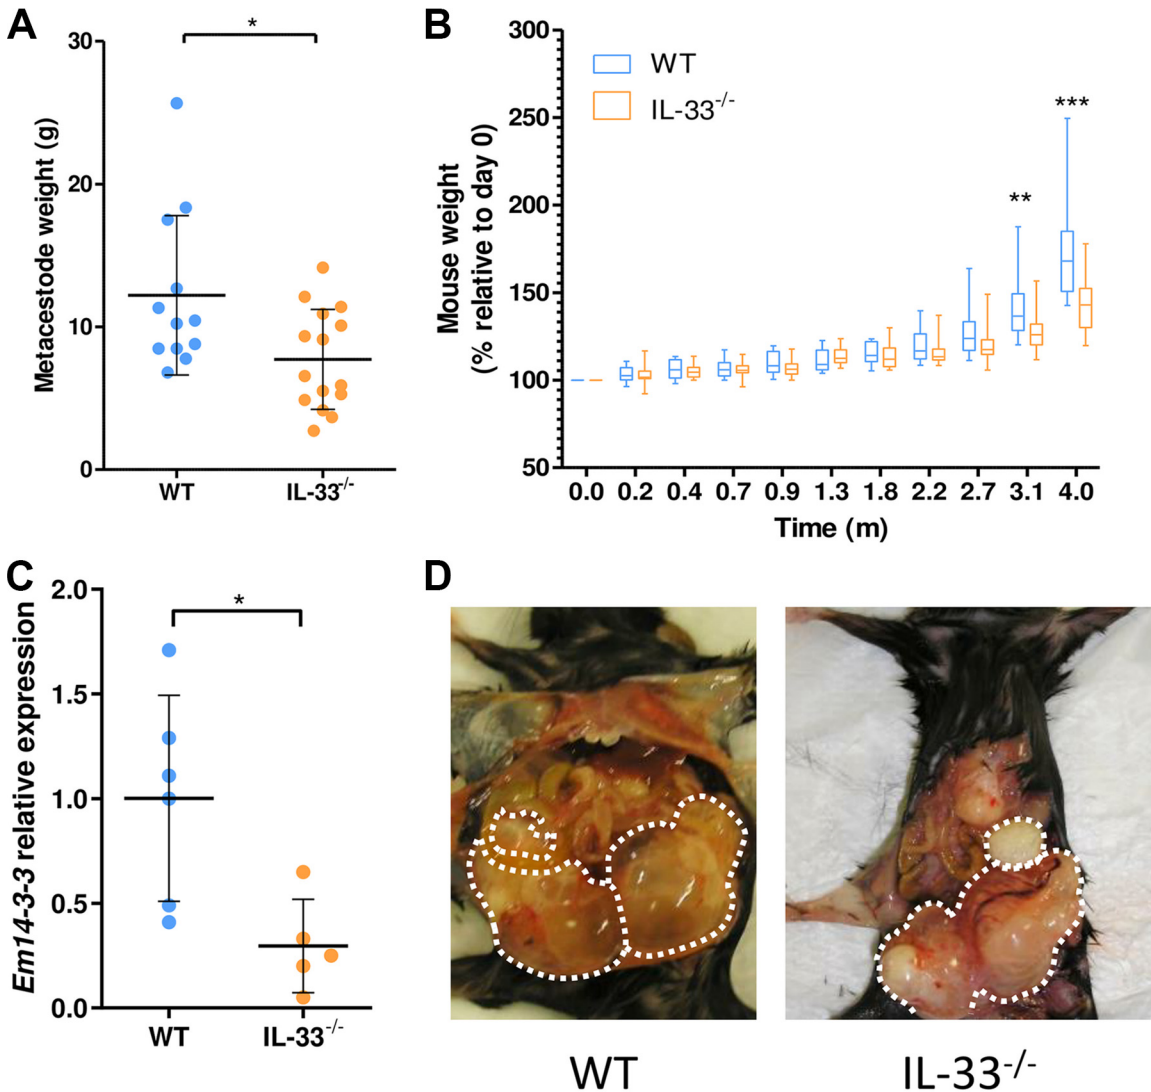 A
*
30
20
10
0
Metacestode weight (g)
WT
IL-33-/-
B
300
250
200
150
100
50
Mouse weight
(% relative to day 0)
WT
IL-33-/-
**
***
0.0 0.2 0.4 0.7 0.9 1.3 1.8 2.2 2.7 3.1 4.0
Time (m)
C
*
2.0
1.5
1.0
0.5
0.0
Em14-3-3 relative expression
WT
IL-33-/-
D
WT
IL-33-/-